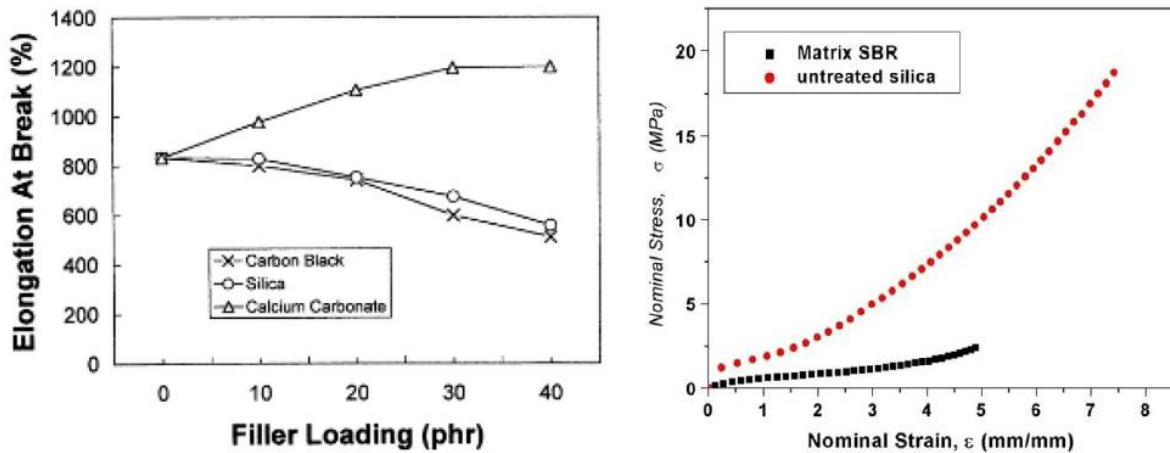 Elongation At Break (%)
1400
1200
1000
800
600
400
200
0
Carbon Black
Silica
Calcium Carbonate
0 10 20 30 40
Filler Loading (phr)
Nominal Stress, σ (MPa)
20
15
10
5
0
Matrix SBR
untreated silica
0 1 2 3 4 5 6 7 8
Nominal Strain, ε (mm/mm)